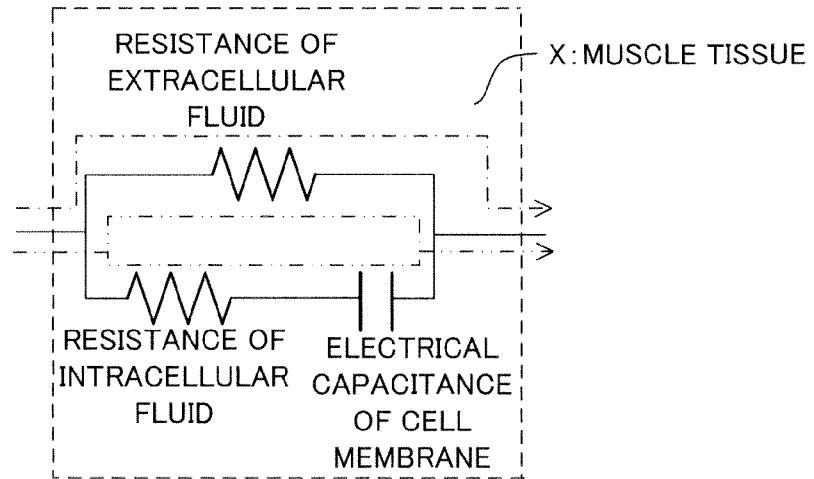 RESISTANCE OF
EXTRACELLULAR
FLUID
X:MUSCLE TISSUE
RESISTANCE OF
INTRACELLULAR
FLUID
ELECTRICAL
CAPACITANCE
OF CELL
MEMBRANE